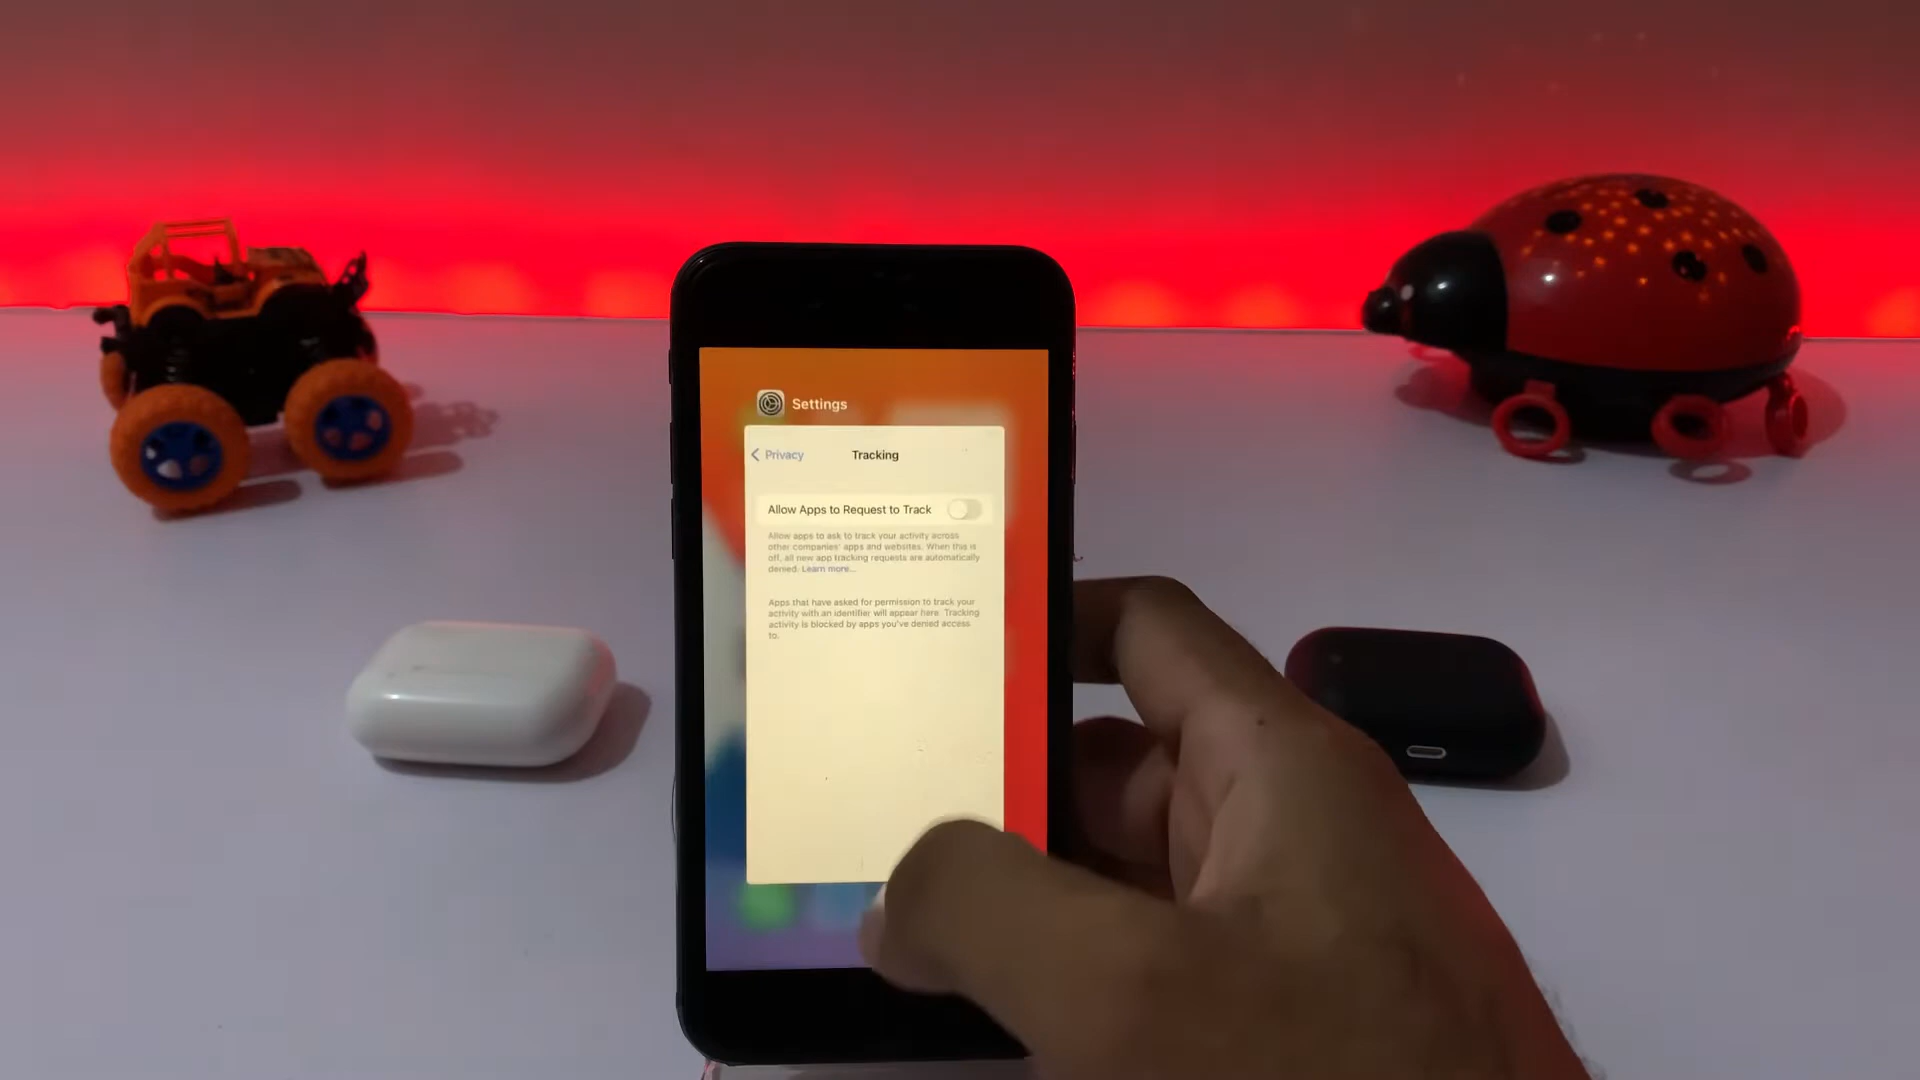 Settings
Privacy
Tracking
Allow Apps to Request to Track
Allow apps to ask to track your activity across
other companies' apps and websites. When this is
off, all new app tracking requests are automatically
denied. Learn more...
Apps that have asked for permission to track your
activity with an identifier will appear here. Tracking
activity is blocked by apps you've denied access
to.